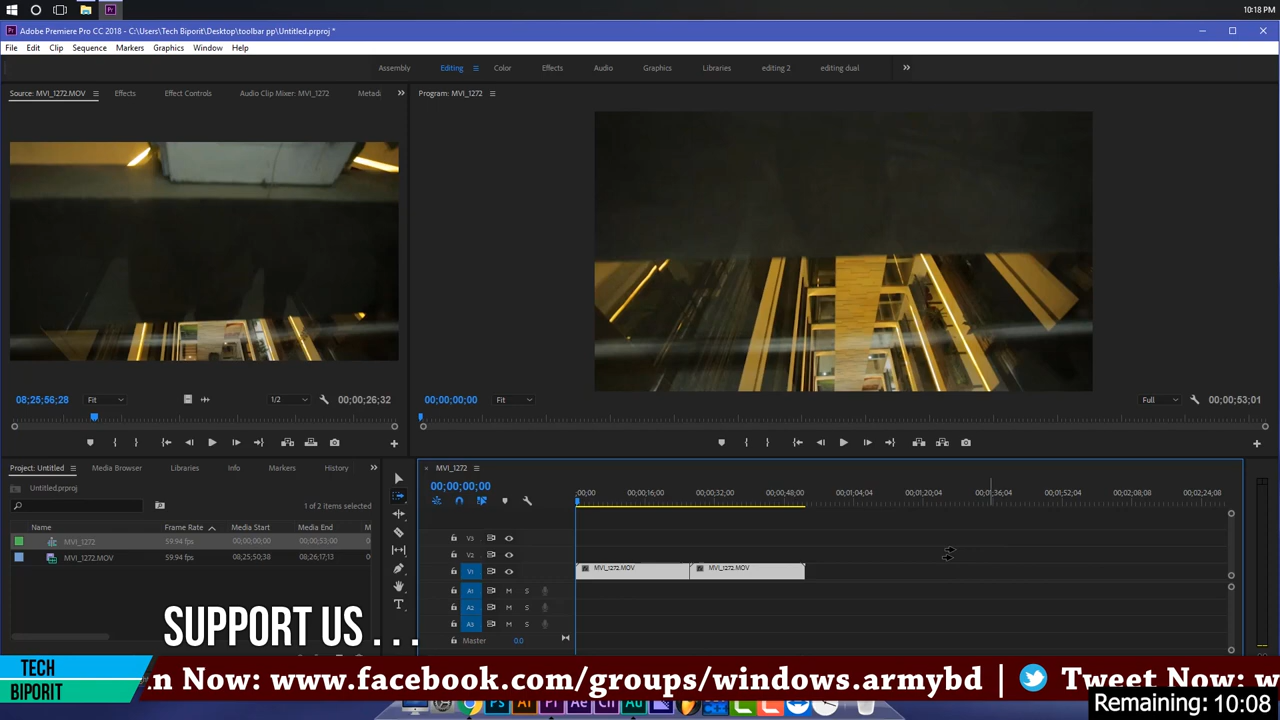 10:18 PM
Adobe Premiere Pro CC 2018 - C:\Users\Tech Biporit\Desktop\toolbar pp\Untitled.prproj *
File Edit Clip Sequence Markers Graphics Window Help
Assembly Editing Color Effects Audio Graphics Libraries editing 2 editing dual
Source: MVI_1272.MOV Effects Effect Controls Audio Clip Mixer: MVI_1272 Metad
Program: MVI_1272
08;25;56;28 Fit 1/2 00;00;26;32
00;00;00;00 Fit Full 00;00;53;01
Project: Untitled Media Browser Libraries Info Markers History
Untitled.prproj
1 of 2 items selected
Name Frame Rate Media Start Media End M
MVI_1272 59.94 fps 00;00;00;00 00;00;53;00
MVI_1272.MOV 59.94 fps 08;25;50;38 08;26;17;13
MVI_1272
00;00;00;00
;00;00 00;00;16;00 00;00;32;00 00;00;48;00 00;01;04;04 00;01;20;04 00;01;36;04 00;01;52;04 00;02;08;08 00;02;24;08
V3
V2
V1 MVI_1272.MOV MVI_1272.MOV
A1 M S
A2 M S
A3 M S
Master 0.0
T
SUPPORT US . . .
TECH
BIPORIT
in Now: www.facebook.com/groups/windows.armybd | Tweet Now: w
Remaining: 10:08